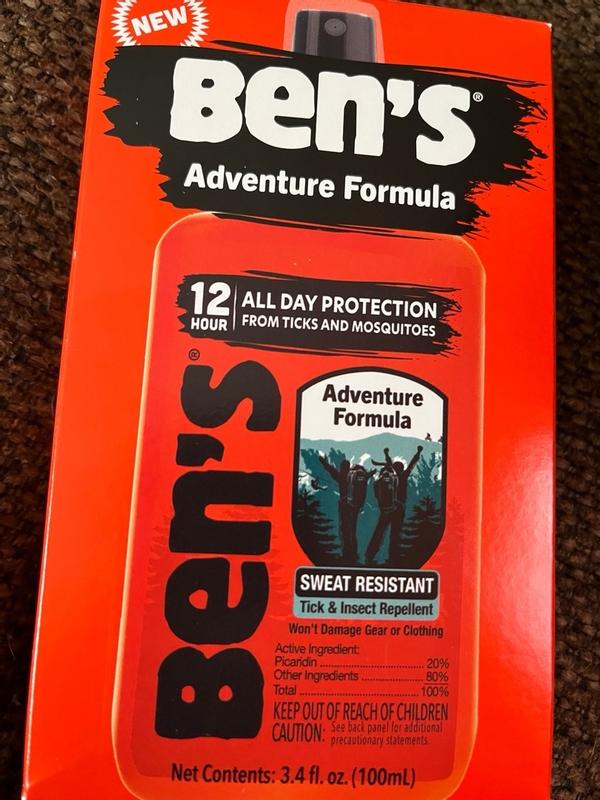 NEW
Ben's®
Adventure Formula
12 HOUR
ALL DAY PROTECTION
FROM TICKS AND MOSQUITOES
Ben's®
Adventure
Formula
SWEAT RESISTANT
Tick & Insect Repellent
Won't Damage Gear or Clothing
Active Ingredient:
Picaridin ........................ 20%
Other Ingredients ............... 80%
Total ............................ 100%
KEEP OUT OF REACH OF CHILDREN
CAUTION: See back panel for additional
precautionary statements.
Net Contents: 3.4 fl. oz. (100mL)